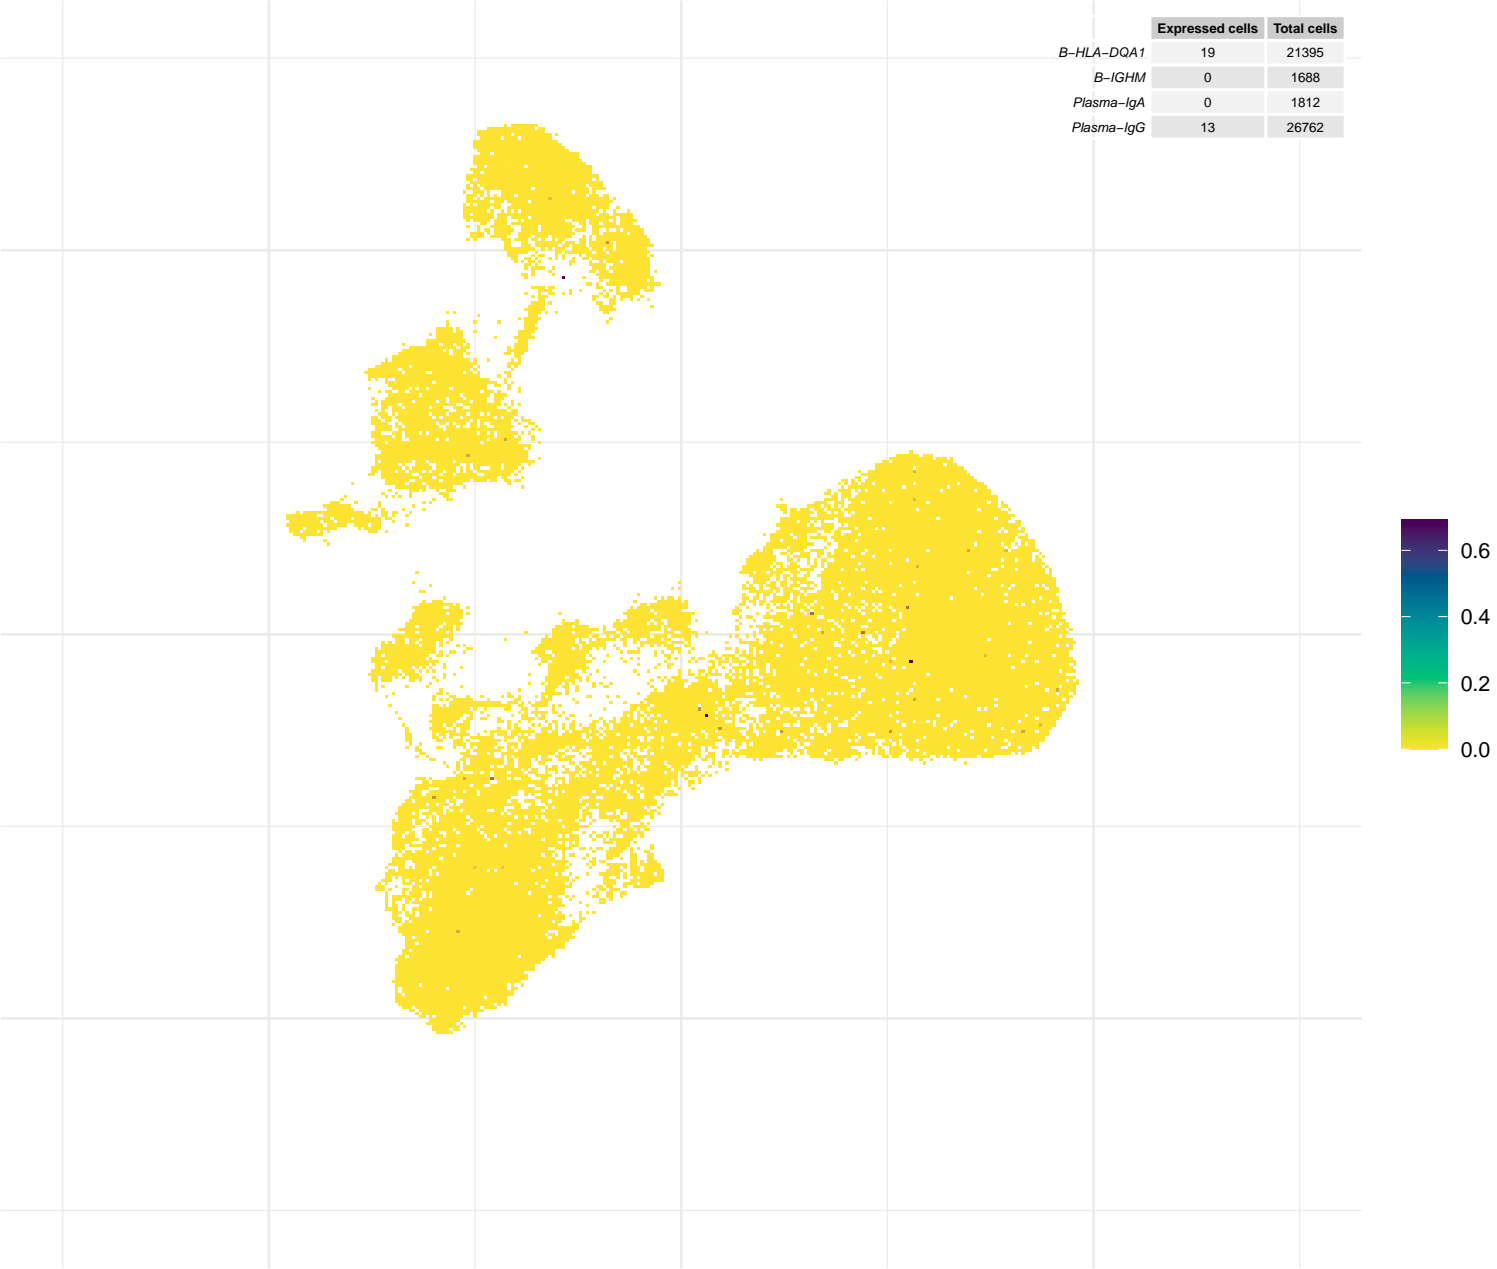 Expressed cells Total cells
B−HLA−DQA1 19 21395
B−IGHM 0 1688
Plasma−IgA 0 1812
Plasma−IgG 13 26762
0.6
0.4
0.2
0.0